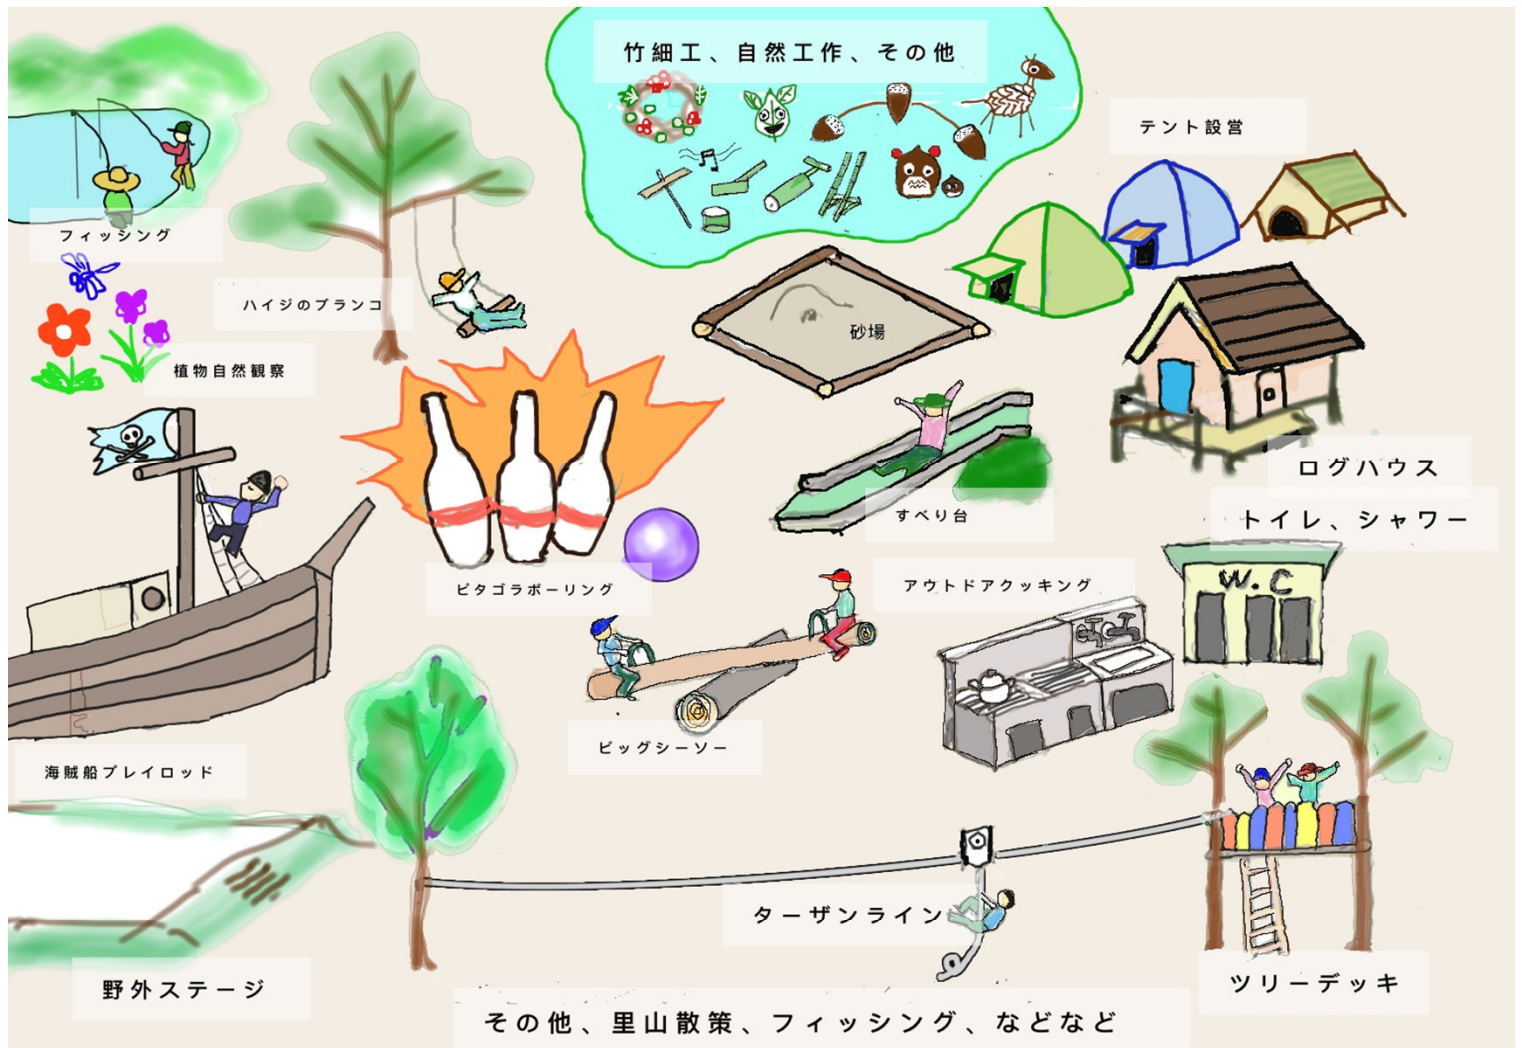 竹細工、自然工作、その他
テント設営
フィッシング
ハイジのブランコ
砂場
植物自然観察
ログハウス
すべり台
トイレ、シャワー
W.C
ピタゴラボーリング
アウトドアクッキング
ビッグシーソー
海賊船プレイロッド
ターザンライン
野外ステージ
ツリーデッキ
その他、里山散策、フィッシング、などなど